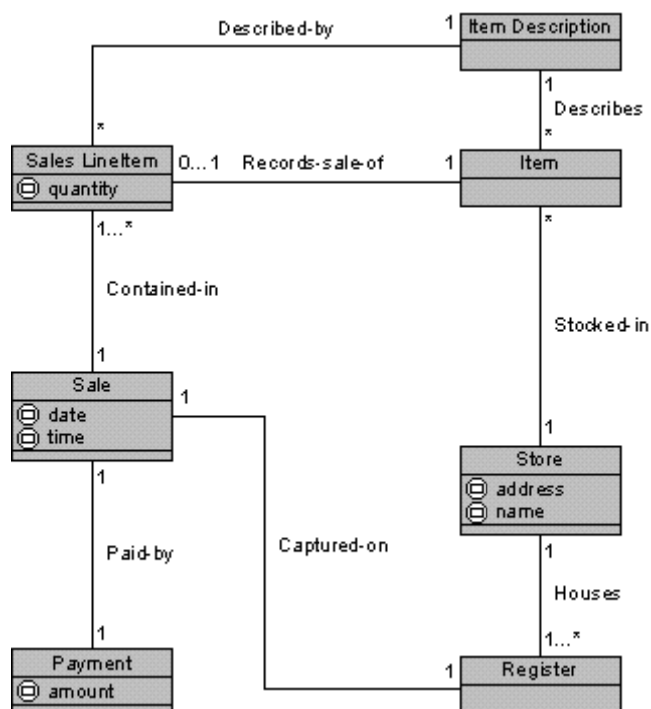 Described-by 1 Item Description
1
Describes
* *
Sales LineItem 0...1 Records-sale-of 1 Item
quantity
1...* *
Contained-in
Stocked-in
1
Sale 1
date
time
1 1
Store
address
name
Paid-by Captured-on 1
Houses
1 1...*
Payment 1 Register
amount